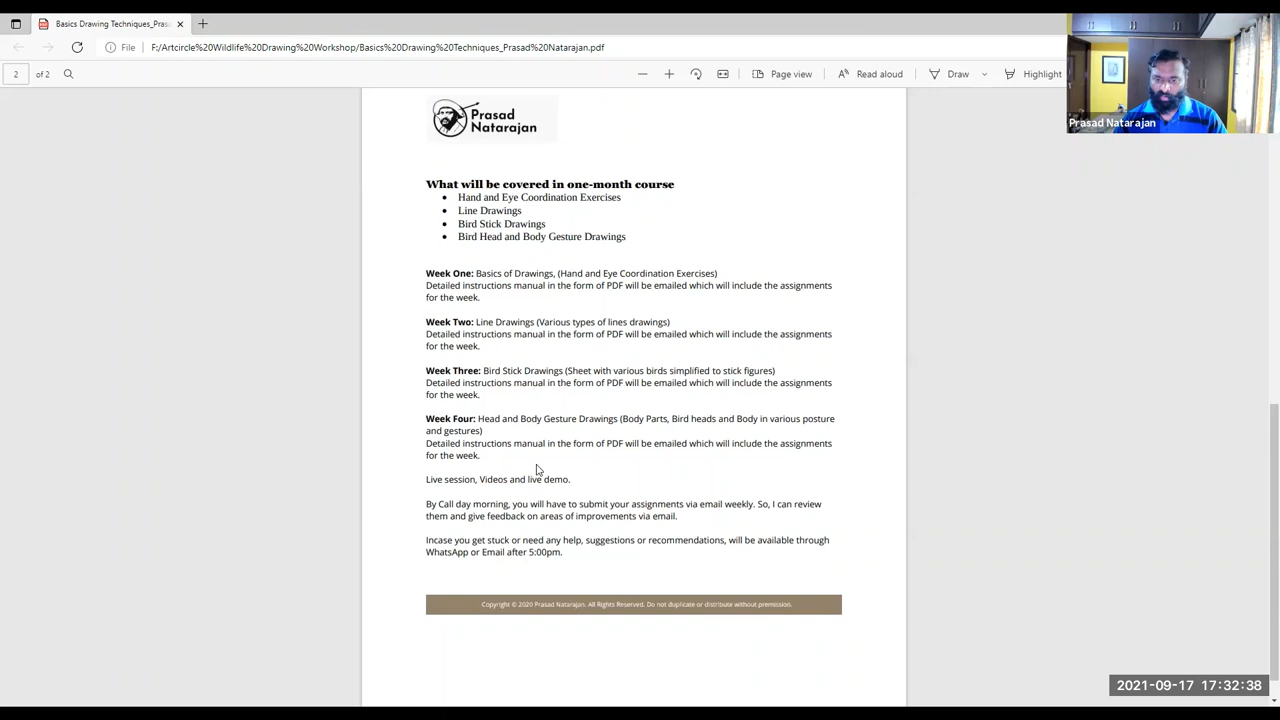 Basics Drawing Techniques_Pras
File F:/Artcircle%20Wildlife%20Drawing%20Workshop/Basics%20Drawing%20Techniques_Prasad%20Natarajan.pdf
2 of 2 Page view Read aloud Draw Highlight
Prasad Natarajan
Prasad
Natarajan
What will be covered in one-month course
• Hand and Eye Coordination Exercises
• Line Drawings
• Bird Stick Drawings
• Bird Head and Body Gesture Drawings
Week One: Basics of Drawings, (Hand and Eye Coordination Exercises)
Detailed instructions manual in the form of PDF will be emailed which will include the assignments
for the week.
Week Two: Line Drawings (Various types of lines drawings)
Detailed instructions manual in the form of PDF will be emailed which will include the assignments
for the week.
Week Three: Bird Stick Drawings (Sheet with various birds simplified to stick figures)
Detailed instructions manual in the form of PDF will be emailed which will include the assignments
for the week.
Week Four: Head and Body Gesture Drawings (Body Parts, Bird heads and Body in various posture
and gestures)
Detailed instructions manual in the form of PDF will be emailed which will include the assignments
for the week.
Live session, Videos and live demo.
By Call day morning, you will have to submit your assignments via email weekly. So, I can review
them and give feedback on areas of improvements via email.
Incase you get stuck or need any help, suggestions or recommendations, will be available through
WhatsApp or Email after 5:00pm.
Copyright © 2020 Prasad Natarajan. All Rights Reserved. Do not duplicate or distribute without premission.
2021-09-17 17:32:38